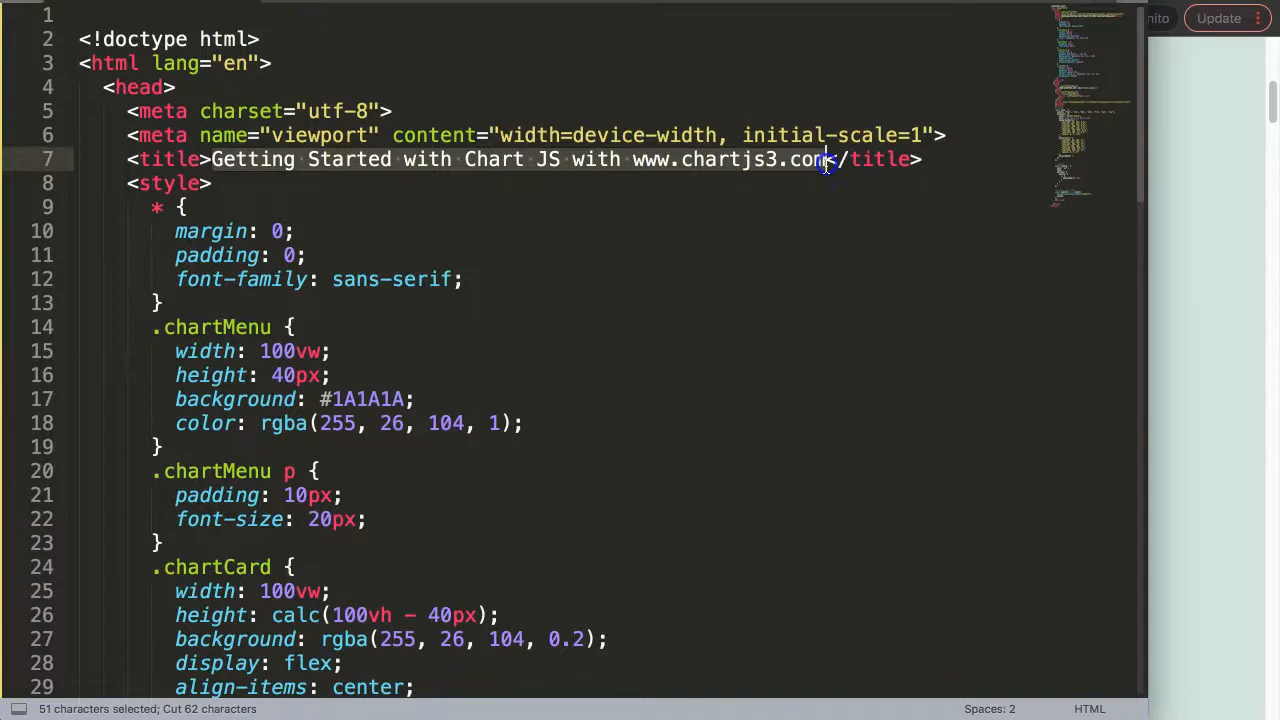 nito
Update
1
2 <!doctype html>
3 <html lang="en">
4 <head>
5 <meta charset="utf-8">
6 <meta name="viewport" content="width=device-width, initial-scale=1">
7 <title>Getting Started with Chart JS with www.chartjs3.com</title>
8 <style>
9 * {
10 margin: 0;
11 padding: 0;
12 font-family: sans-serif;
13 }
14 .chartMenu {
15 width: 100vw;
16 height: 40px;
17 background: #1A1A1A;
18 color: rgba(255, 26, 104, 1);
19 }
20 .chartMenu p {
21 padding: 10px;
22 font-size: 20px;
23 }
24 .chartCard {
25 width: 100vw;
26 height: calc(100vh - 40px);
27 background: rgba(255, 26, 104, 0.2);
28 display: flex;
29 align-items: center;
51 characters selected; Cut 62 characters
Spaces: 2
HTML